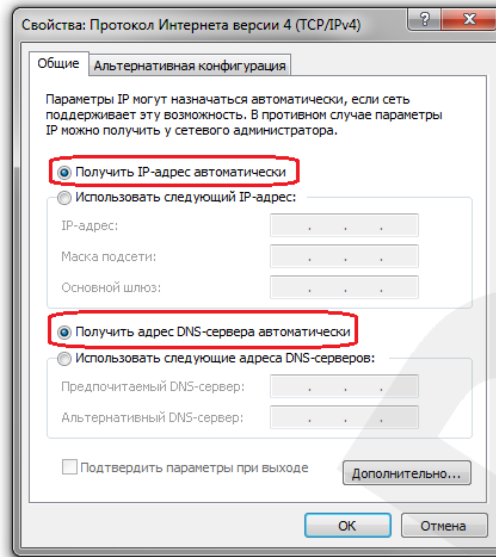 Свойства: Протокол Интернета версии 4 (TCP/IPv4)
Общие
Альтернативная конфигурация
Параметры IP могут назначаться автоматически, если сеть
поддерживает эту возможность. В противном случае параметры
IP можно получить у сетевого администратора.
Получить IP-адрес автоматически
Использовать следующий IP-адрес:
IP-адрес:
Маска подсети:
Основной шлюз:
Получить адрес DNS-сервера автоматически
Использовать следующие адреса DNS-серверов:
Предпочитаемый DNS-сервер:
Альтернативный DNS-сервер:
Подтвердить параметры при выходе
Дополнительно...
ОК
Отмена